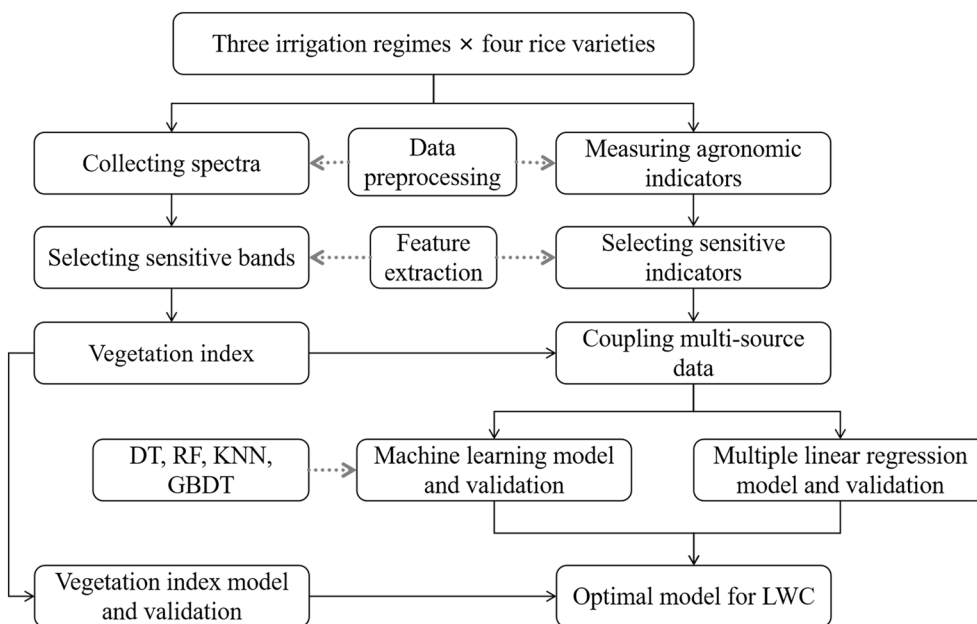 Three irrigation regimes × four rice varieties
Collecting spectra
Data
preprocessing
Measuring agronomic
indicators
Selecting sensitive bands
Feature
extraction
Selecting sensitive
indicators
Vegetation index
Coupling multi-source
data
DT, RF, KNN,
GBDT
Machine learning model
and validation
Multiple linear regression
model and validation
Vegetation index model
and validation
Optimal model for LWC